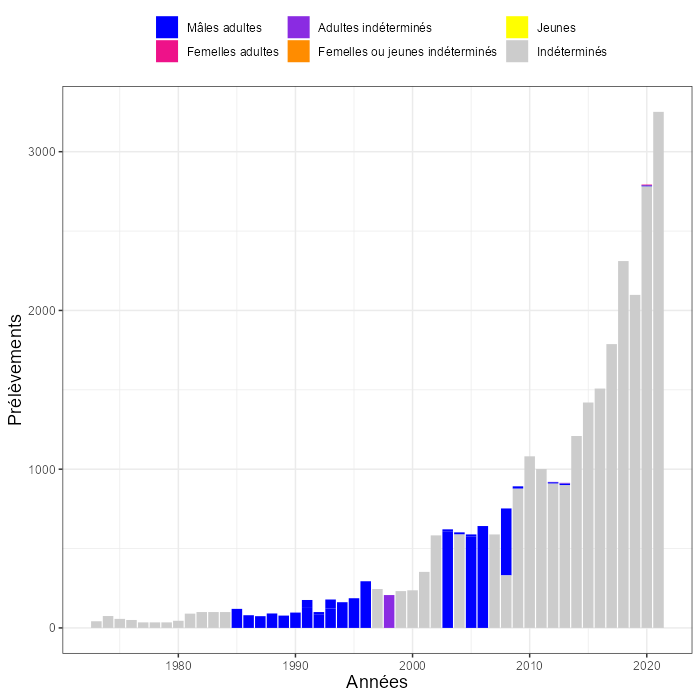 Mâles adultes Adultes indéterminés Jeunes
Femelles adultes Femelles ou jeunes indéterminés Indéterminés
3000
2000
1000
0
Prélèvements
1980 1990 2000 2010 2020
Années